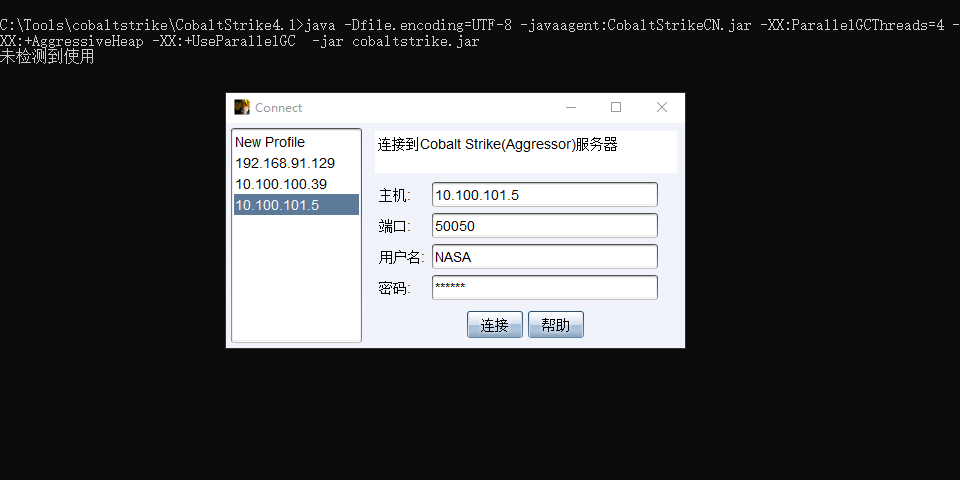 C:\Tools\cobaltstrike\CobaltStrike4.1>java -Dfile.encoding=UTF-8 -javaagent:CobaltStrikeCN.jar -XX:ParallelGCThreads=4 -
XX:+AggressiveHeap -XX:+UseParallelGC  -jar cobaltstrike.jar
未检测到使用
Connect
New Profile
192.168.91.129
10.100.100.39
10.100.101.5
连接到Cobalt Strike(Aggressor)服务器
主机: 10.100.101.5
端口: 50050
用户名: NASA
密码: ******
连接 帮助